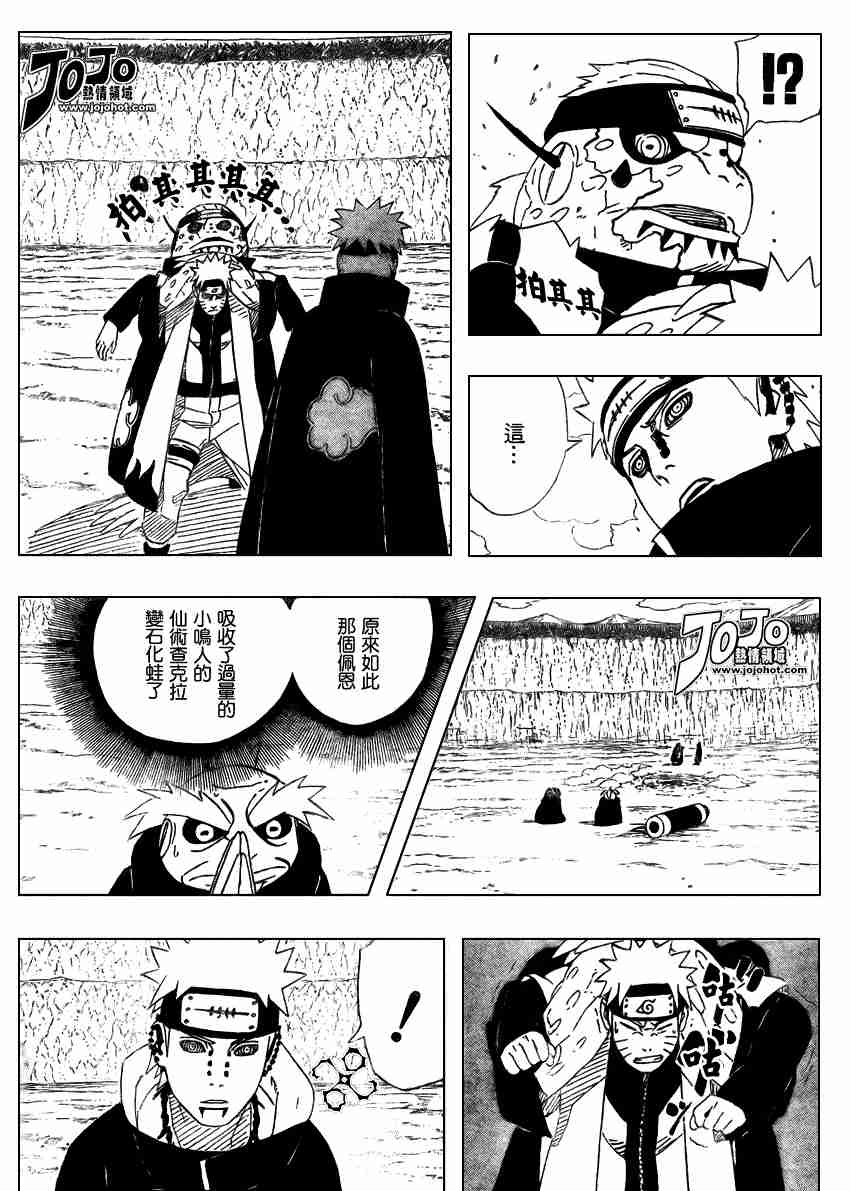 !?
拍其其
JOJO
熱情領域
www.jojohot.com
拍其其其其...
這…
JOJO
熱情領域
www.jojohot.com
原來如此
那個佩恩
吸收了過量的
小鳴人的
仙術查克拉
變石化蛙了
咕
咕
!